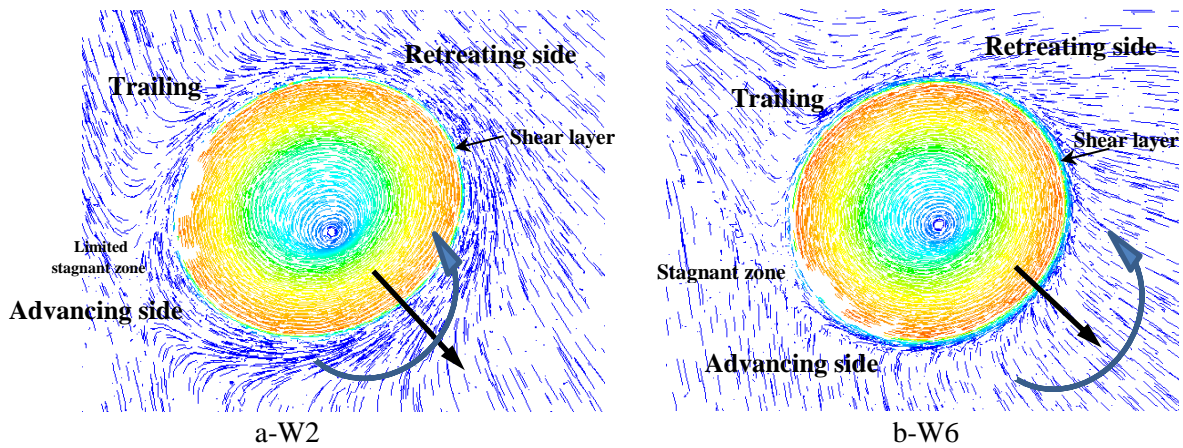 Retreating side
Trailing
Shear layer
Limited
stagnant zone
Advancing side
a-W2
Retreating side
Trailing
Shear layer
Stagnant zone
Advancing side
b-W6